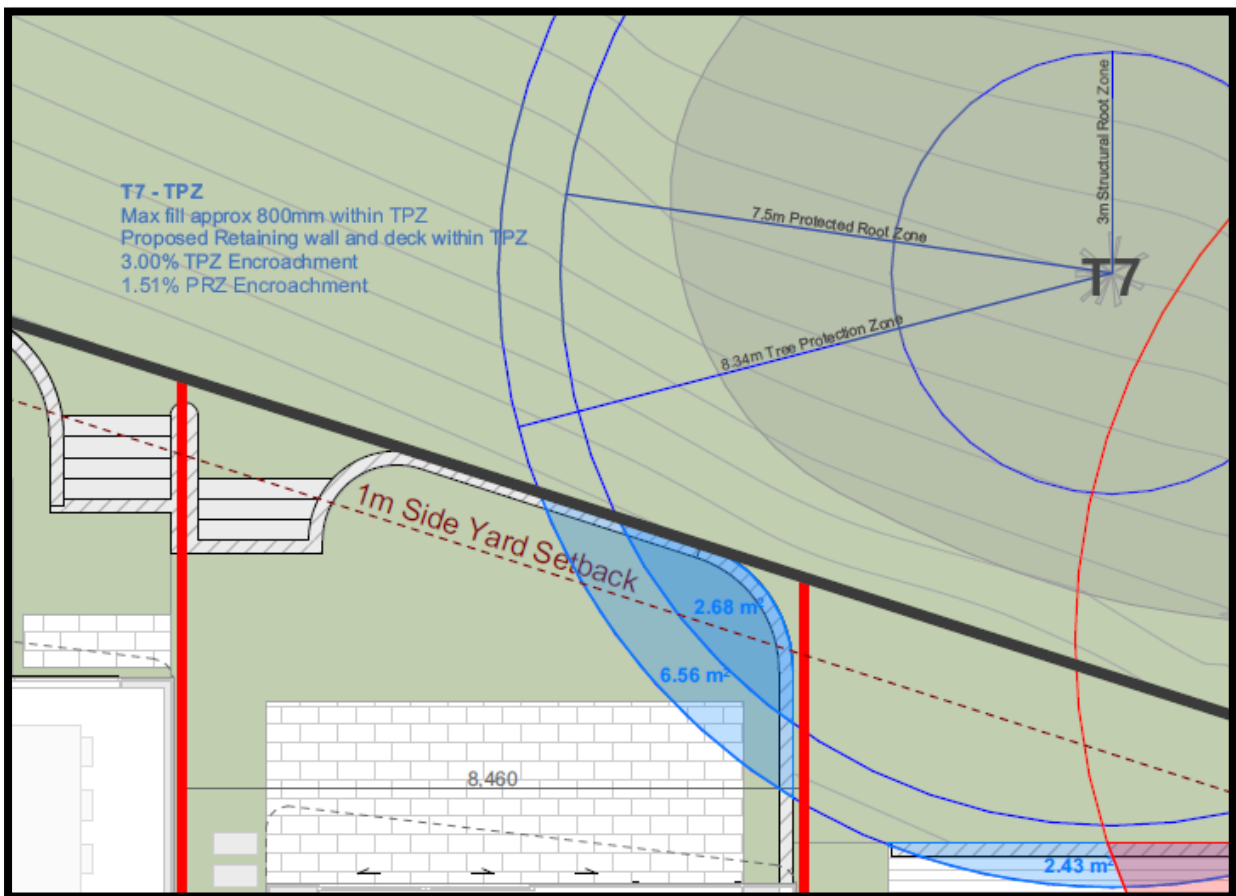 3m Structural Root Zone
T7 - TPZ
Max fill approx 800mm within TPZ
Proposed Retaining wall and deck within TPZ
3.00% TPZ Encroachment
1.51% PRZ Encroachment
7.5m Protected Root Zone
T7
8.34m Tree Protection Zone
1m Side Yard Setback
2.68 m²
6.56 m²
8,460
2.43 m²